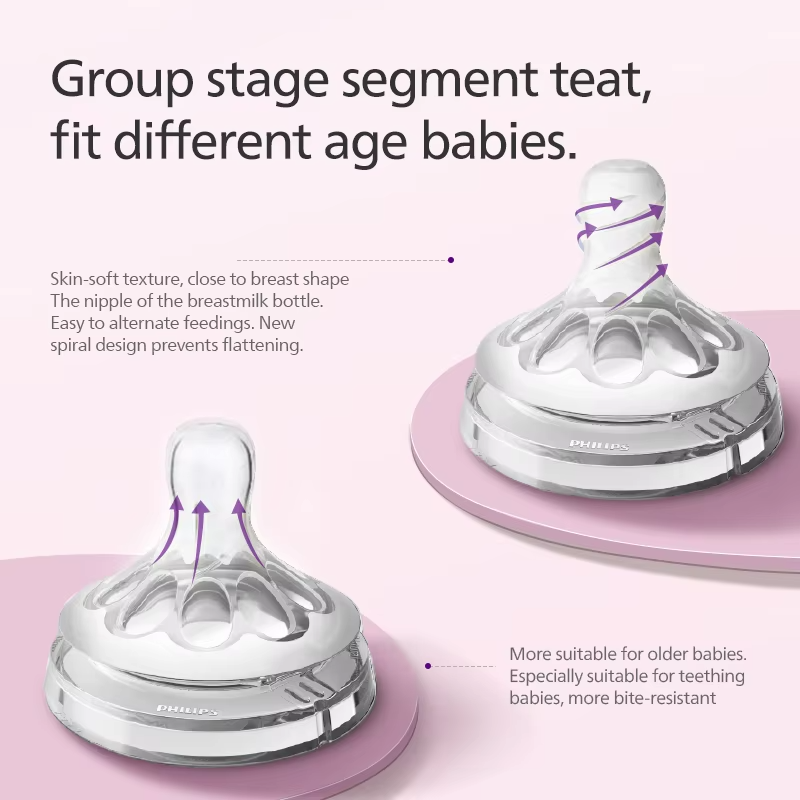 Group stage segment teat,
fit different age babies.
Skin-soft texture, close to breast shape
The nipple of the breastmilk bottle.
Easy to alternate feedings. New
spiral design prevents flattening.
PHILIPS
PHILIPS
More suitable for older babies.
Especially suitable for teething
babies, more bite-resistant